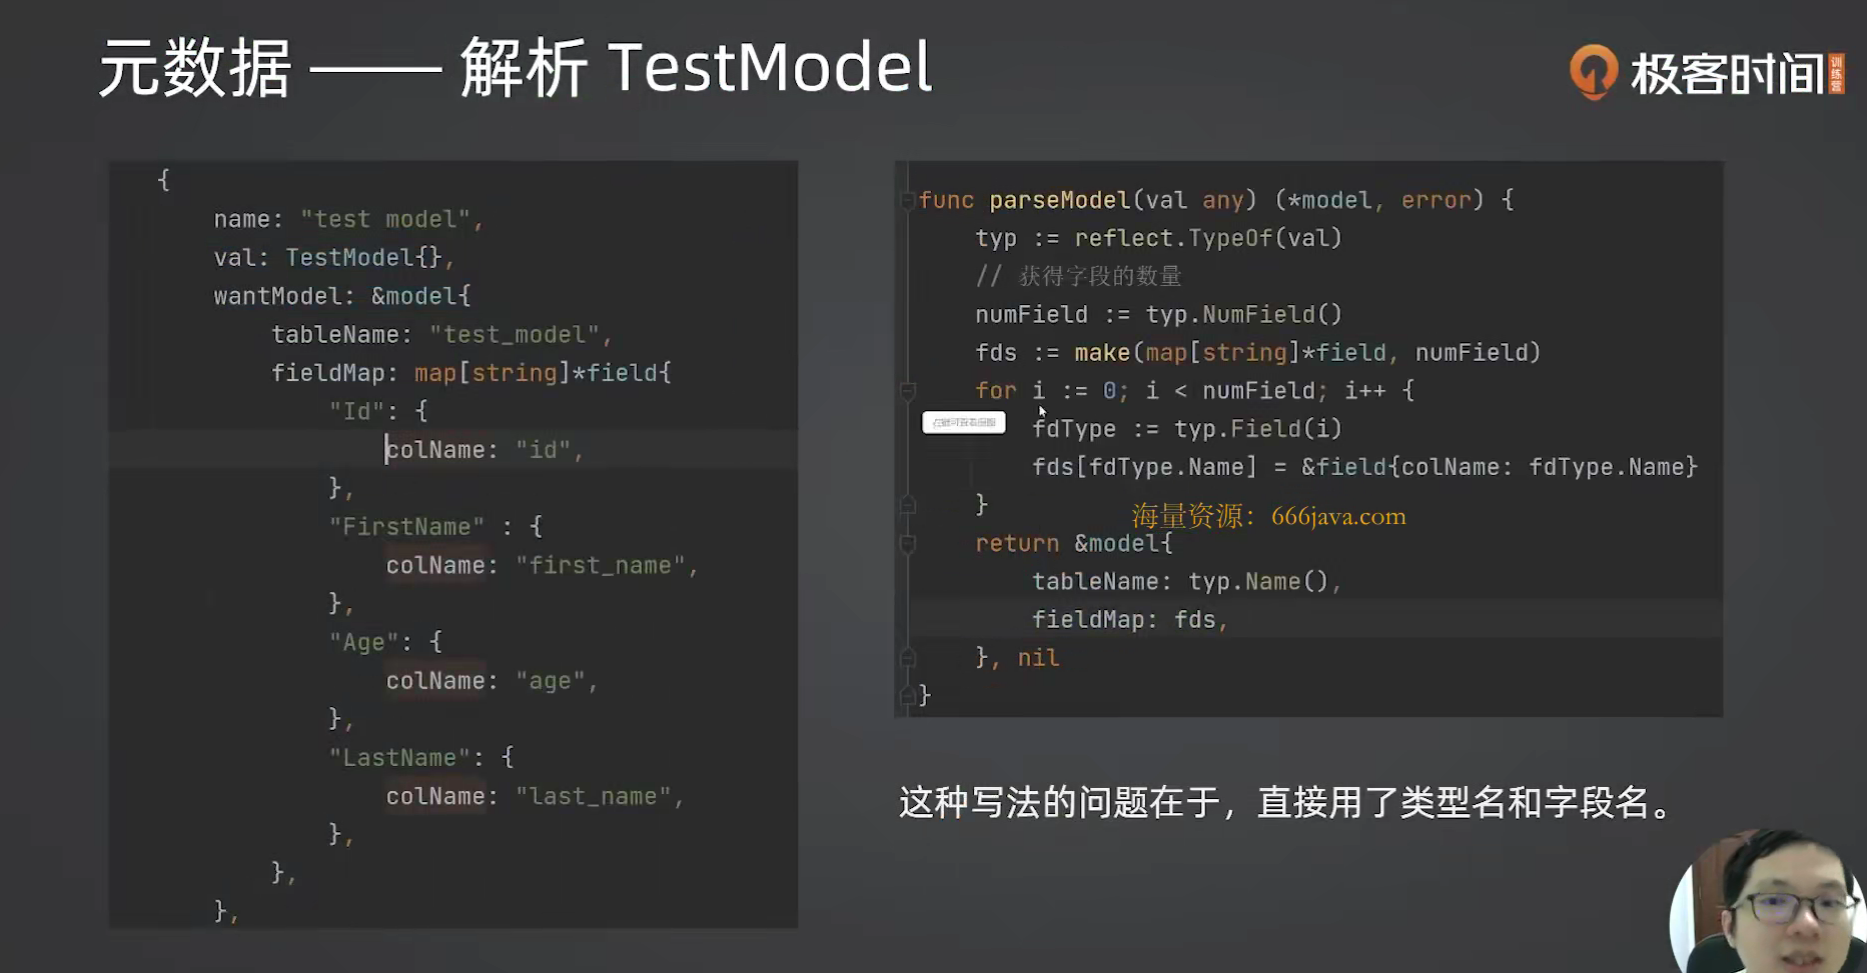 元数据 —— 解析 TestModel
极客时间 训练营
{
name: "test model",
val: TestModel{},
wantModel: &model{
tableName: "test_model",
fieldMap: map[string]*field{
"Id": {
colName: "id",
},
"FirstName" : {
colName: "first_name",
},
"Age": {
colName: "age",
},
"LastName": {
colName: "last_name",
},
},
},
func parseModel(val any) (*model, error) {
typ := reflect.TypeOf(val)
// 获得字段的数量
numField := typ.NumField()
fds := make(map[string]*field, numField)
for i := 0; i < numField; i++ {
fdType := typ.Field(i)
fds[fdType.Name] = &field{colName: fdType.Name}
}
海量资源：666java.com
return &model{
tableName: typ.Name(),
fieldMap: fds,
}, nil
}
这种写法的问题在于，直接用了类型名和字段名。